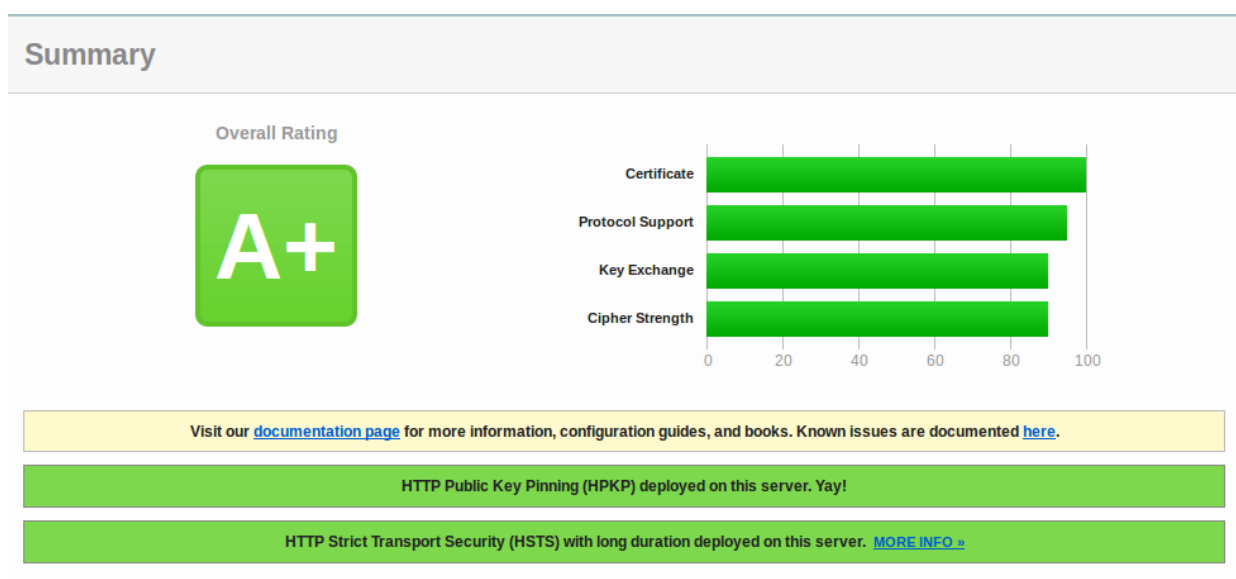 Summary
Overall Rating
A+
Certificate
Protocol Support
Key Exchange
Cipher Strength
0 20 40 60 80 100
Visit our documentation page for more information, configuration guides, and books. Known issues are documented here.
HTTP Public Key Pinning (HPKP) deployed on this server. Yay!
HTTP Strict Transport Security (HSTS) with long duration deployed on this server. MORE INFO »